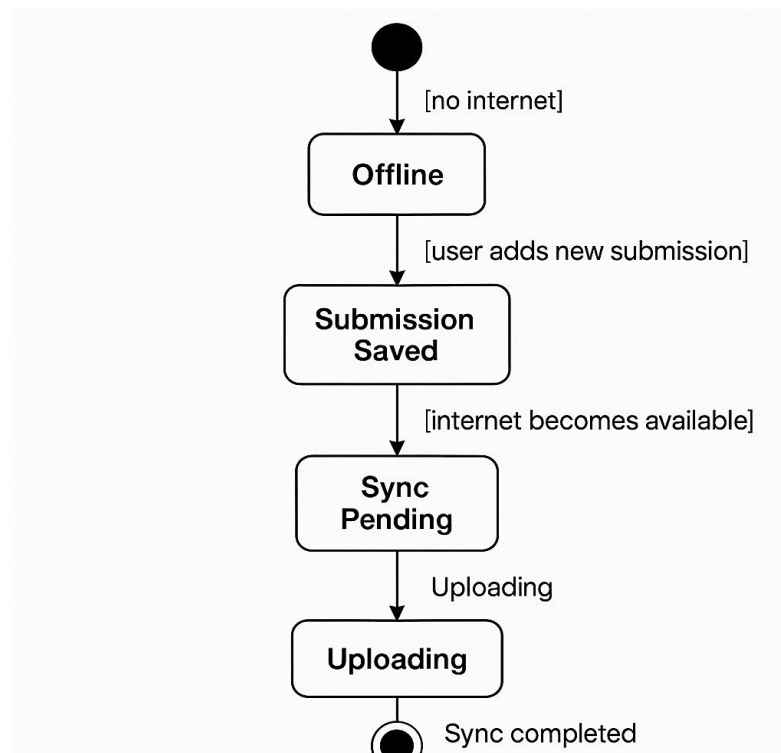 [no internet]
Offline
[user adds new submission]
Submission
Saved
[internet becomes available]
Sync
Pending
Uploading
Uploading
Sync completed